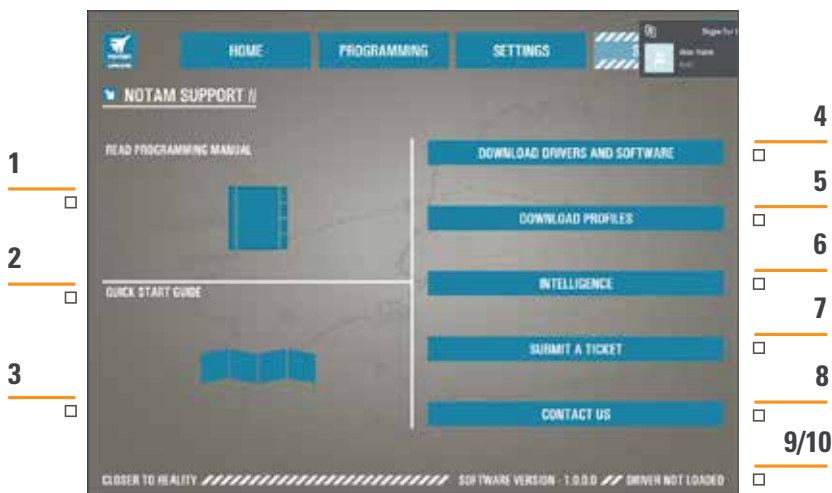 HOME
PROGRAMMING
SETTINGS
Skype for
NOTAM SUPPORT //
READ PROGRAMMING MANUAL
QUICK START GUIDE
DOWNLOAD DRIVERS AND SOFTWARE
DOWNLOAD PROFILES
INTELLIGENCE
SUBMIT A TICKET
CONTACT US
CLOSER TO REALITY
SOFTWARE VERSION - 1.0.0.0 // DRIVER NOT LOADED
1
2
3
4
5
6
7
8
9/10